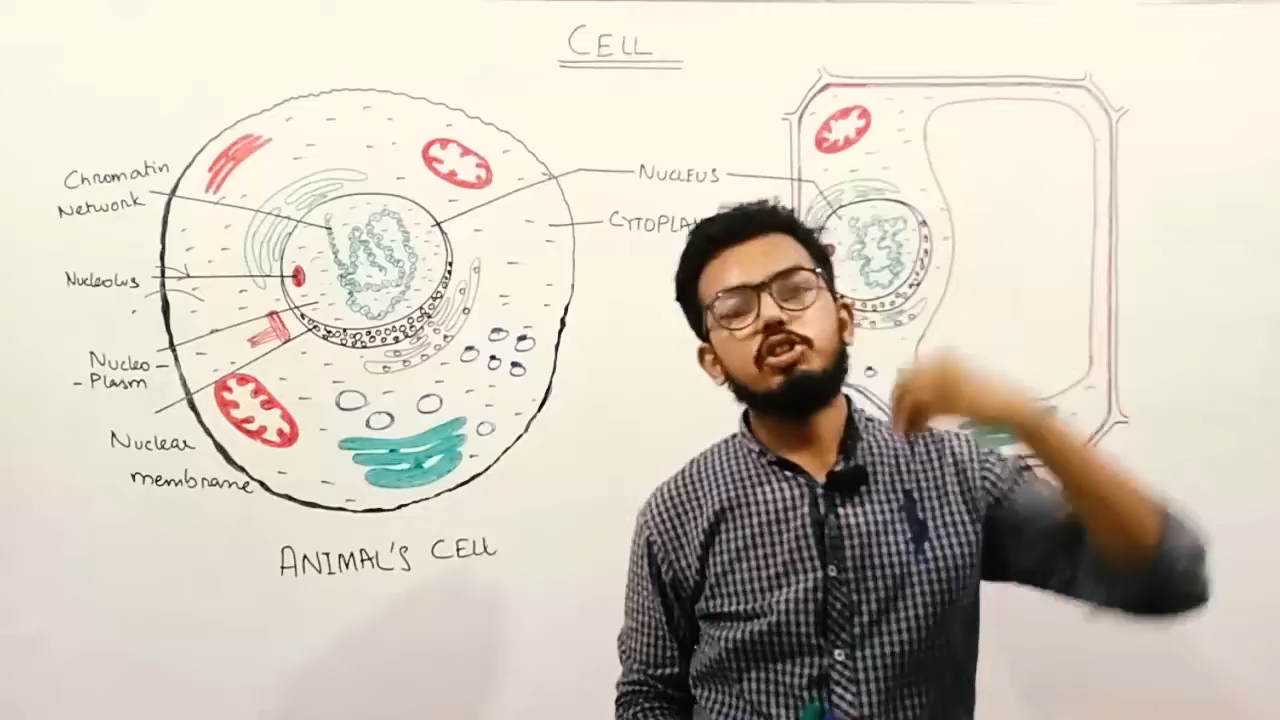 CELL
Chromatin
Network
NUCLEUS
CYTOPLA
Nucleolus
Nucleo-
-Plasm
Nuclear
membrane
ANIMAL'S CELL